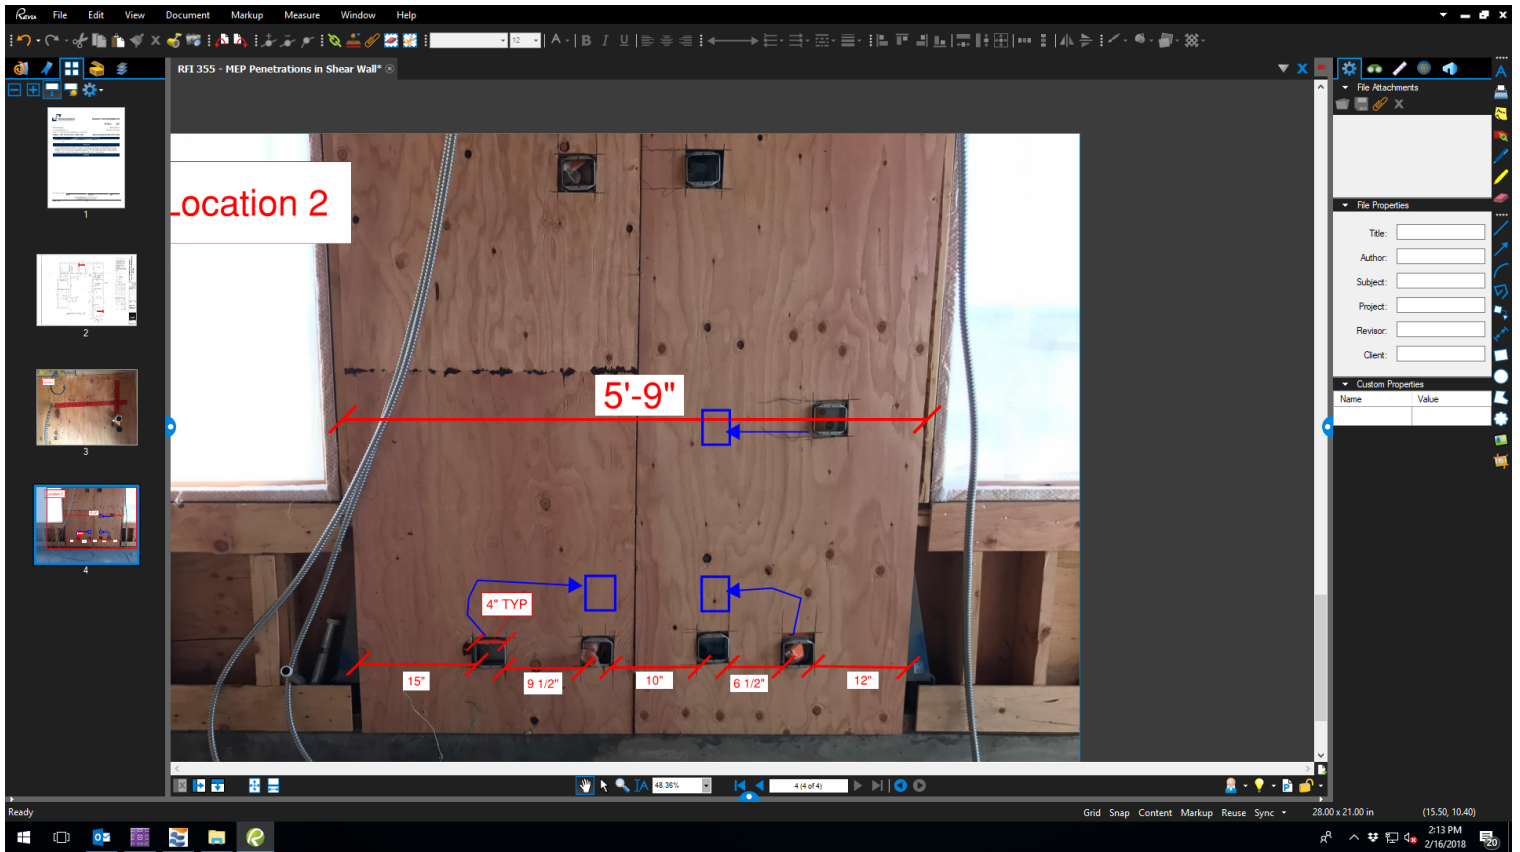 Revu File Edit View Document Markup Measure Window Help
12
A B I U
RFI 355 - MEP Penetrations in Shear Wall*
File Attachments
File Properties
Title:
Author:
Subject:
Project:
Revisor:
Client:
Custom Properties
Name Value
1
2
3
4
Location 2
5'-9"
4" TYP
15"
9 1/2"
10"
6 1/2"
12"
48.36%
4 (4 of 4)
Ready
Grid Snap Content Markup Reuse Sync
28.00 x 21.00 in
(15.50, 10.40)
2:13 PM
2/16/2018
20